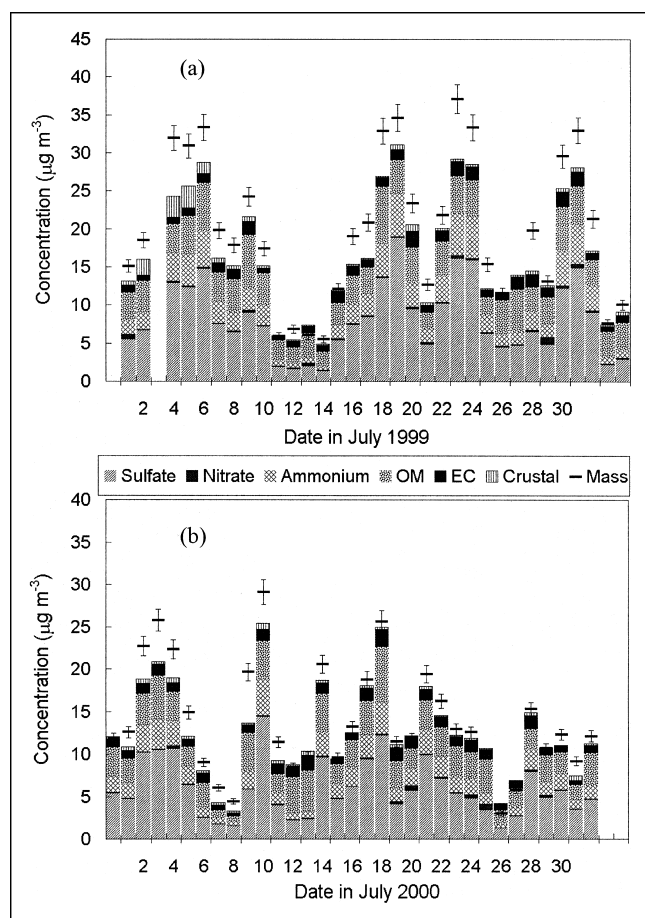 (a)
45
40
35
30
25
20
15
10
5
0
Concentration (µg m-3)
2 4 6 8 10 12 14 16 18 20 22 24 26 28 30
Date in July 1999
Sulfate Nitrate Ammonium OM EC Crustal Mass
(b)
40
35
30
25
20
15
10
5
0
Concentration (µg m-3)
2 4 6 8 10 12 14 16 18 20 22 24 26 28 30
Date in July 2000